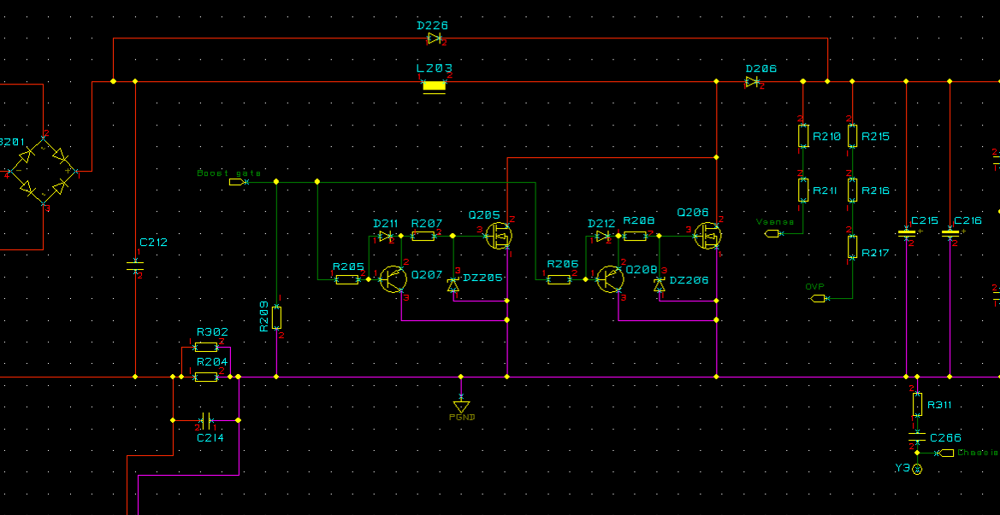 D226
L203
D206
R210
R215
Boost gate
R211
R216
Q205
Q206
D211
R207
D212
R208
Vsense
C215
C216
C212
R217
R205
Q207
DZ205
R206
Q208
DZ206
OVP
R209
R302
R204
PGND
R311
C214
C266
Chassis
Y3